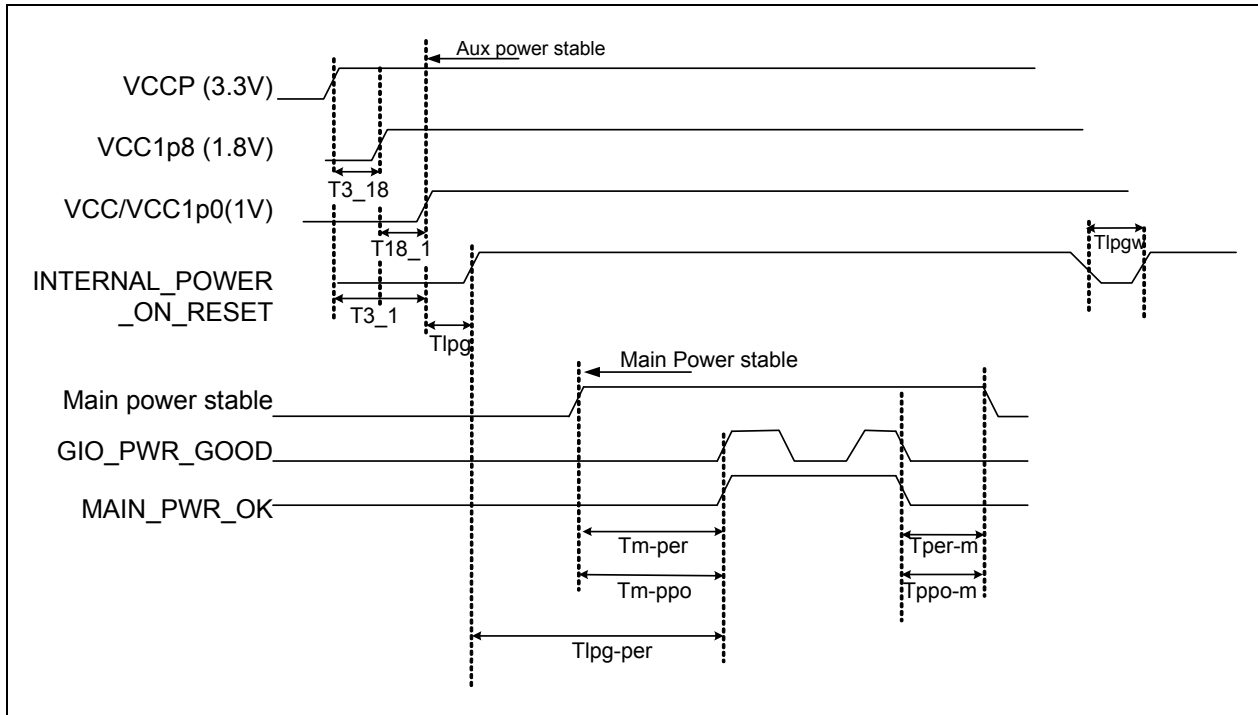 Aux power stable
VCCP (3.3V)
VCC1p8 (1.8V)
T3_18
VCC/VCC1p0(1V)
T18_1
Tlpgw
INTERNAL_POWER
_ON_RESET
T3_1
Tlpg
Main Power stable
Main power stable
GIO_PWR_GOOD
MAIN_PWR_OK
Tm-per
Tper-m
Tm-ppo
Tppo-m
Tlpg-per